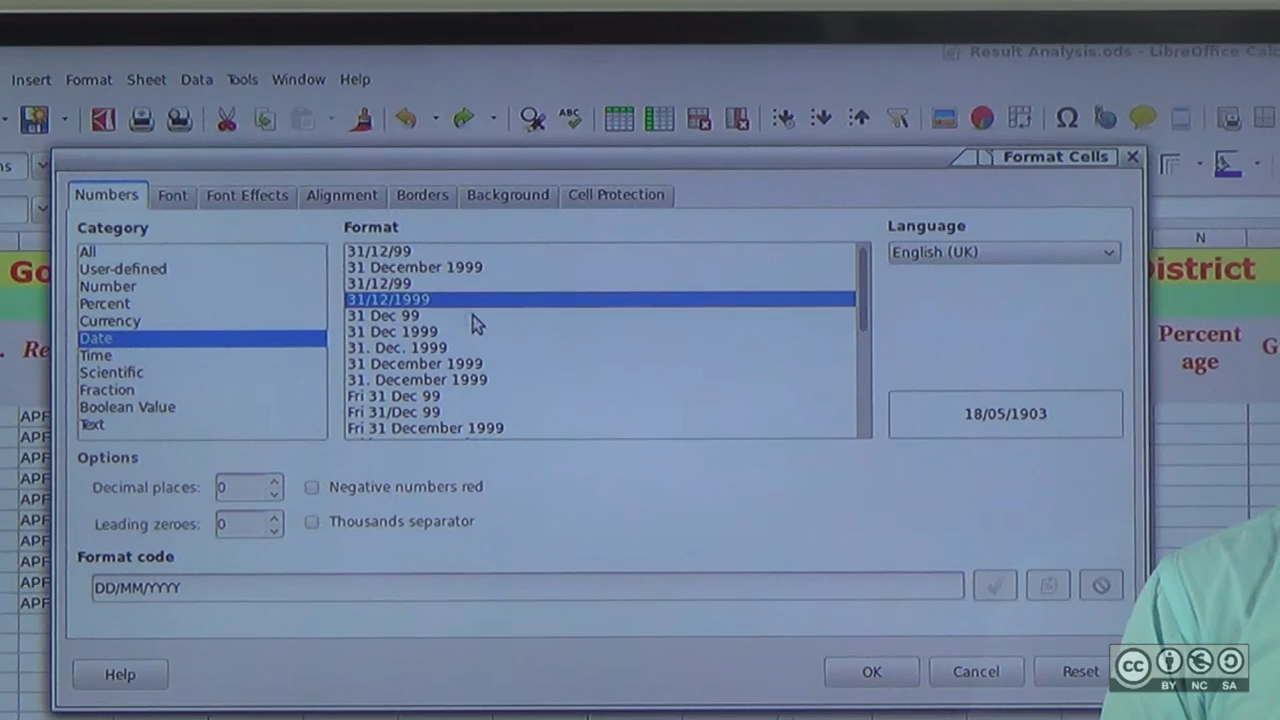 Result Analysis.ods - LibreOffice Calc
Insert Format Sheet Data Tools Window Help
ABC
Format Cells
Numbers Font Font Effects Alignment Borders Background Cell Protection
Category
All
User-defined
Number
Percent
Currency
Date
Time
Scientific
Fraction
Boolean Value
Text
Format
31/12/99
31 December 1999
31/12/99
31/12/1999
31 Dec 99
31 Dec 1999
31. Dec. 1999
31 December 1999
31. December 1999
Fri 31 Dec 99
Fri 31/Dec 99
Fri 31 December 1999
Language
English (UK)
18/05/1903
Options
Decimal places: 0
Negative numbers red
Leading zeroes: 0
Thousands separator
Format code
DD/MM/YYYY
Help OK Cancel Reset
N
District
Percent
age
APF
APF
APF
APF
APF
APF
APF
APF
APF
APF
cc
BY NC SA